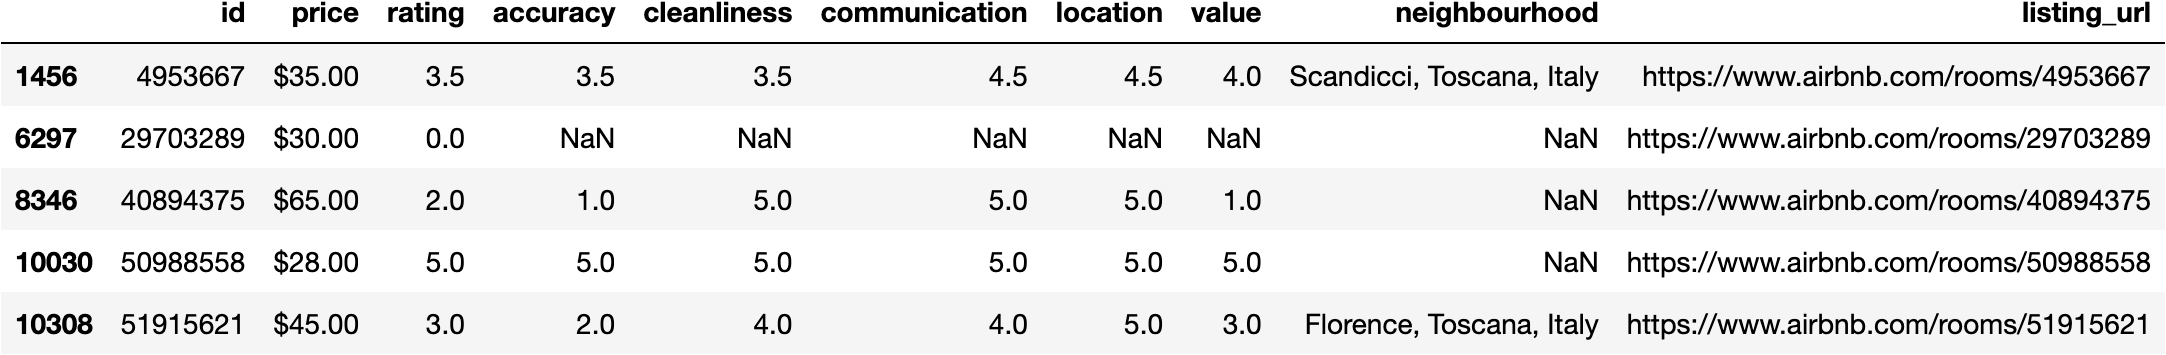 id price rating accuracy cleanliness communication location value neighbourhood listing_url
1456 4953667 $35.00 3.5 3.5 3.5 4.5 4.5 4.0 Scandicci, Toscana, Italy https://www.airbnb.com/rooms/4953667
6297 29703289 $30.00 0.0 NaN NaN NaN NaN NaN NaN https://www.airbnb.com/rooms/29703289
8346 40894375 $65.00 2.0 1.0 5.0 5.0 5.0 1.0 NaN https://www.airbnb.com/rooms/40894375
10030 50988558 $28.00 5.0 5.0 5.0 5.0 5.0 5.0 NaN https://www.airbnb.com/rooms/50988558
10308 51915621 $45.00 3.0 2.0 4.0 4.0 5.0 3.0 Florence, Toscana, Italy https://www.airbnb.com/rooms/51915621